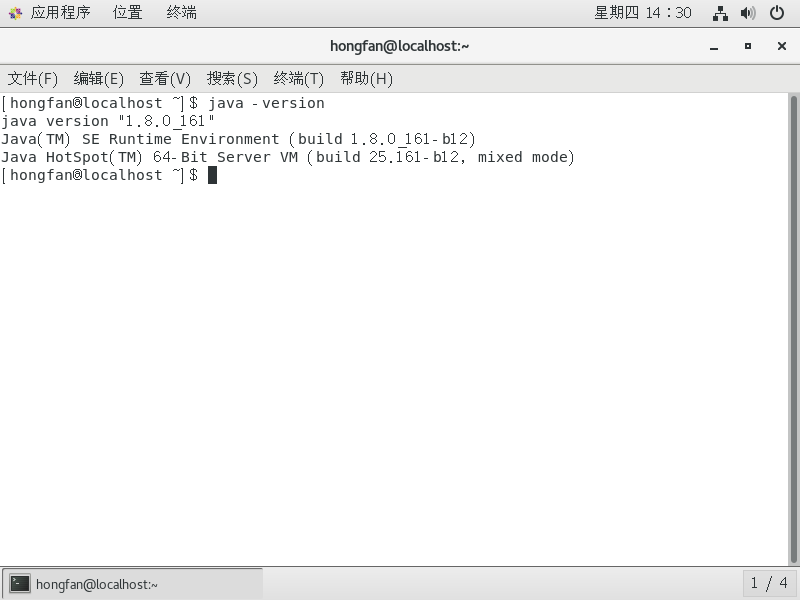 应用程序 位置 终端 星期四 14：30
hongfan@localhost:~
文件(F) 编辑(E) 查看(V) 搜索(S) 终端(T) 帮助(H)
[hongfan@localhost ~]$ java -version
java version "1.8.0_161"
Java(TM) SE Runtime Environment (build 1.8.0_161-b12)
Java HotSpot(TM) 64-Bit Server VM (build 25.161-b12, mixed mode)
[hongfan@localhost ~]$
hongfan@localhost:~ 1 / 4